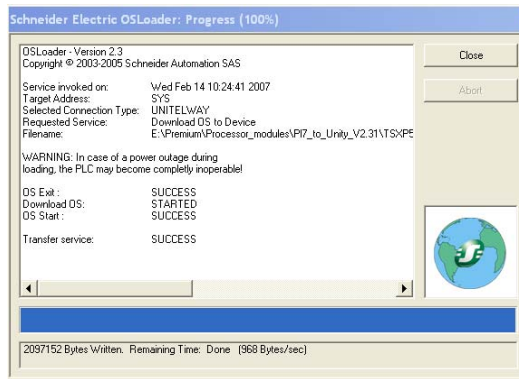 Schneider Electric OSLoader: Progress (100%)
OSLoader - Version 2.3
Copyright © 2003-2005 Schneider Automation SAS
Service invoked on: Wed Feb 14 10:24:41 2007
Target Address: SYS
Selected Connection Type: UNITELWAY
Requested Service: Download OS to Device
Filename: E:\Premium\Processor_modules\Pl7_to_Unity_V2.31\TSXP5
WARNING: In case of a power outage during
loading, the PLC may become completly inoperable!
OS Exit : SUCCESS
Download OS: STARTED
OS Start : SUCCESS
Transfer service: SUCCESS
Close
Abort
2097152 Bytes Written. Remaining Time: Done (968 Bytes/sec)